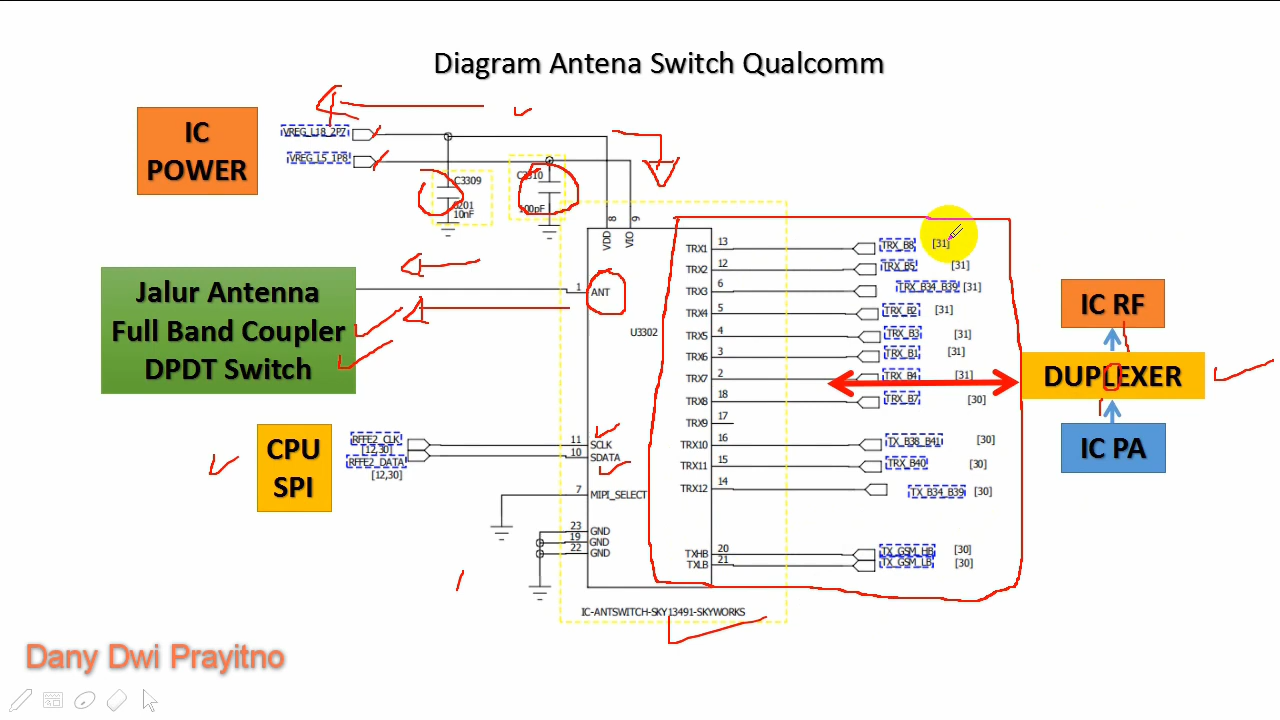 Diagram Antena Switch Qualcomm
IC
POWER
VREG_L18_2P7
VREG_L5_1P8
C3309
0201
10nF
C3310
100pF
8
9
VDD
VIO
Jalur Antenna
Full Band Coupler
DPDT Switch
1
ANT
U3302
CPU
SPI
RFFE2_CLK
[12,30]
RFFE2_DATA
[12,30]
11
SCLK
10
SDATA
7
MIPI_SELECT
23
GND
19
GND
22
GND
TRX1
13
TRX_B8
[31]
TRX2
12
TRX_B5
[31]
TRX3
6
TRX_B34_B39
[31]
TRX4
5
TRX_B2
[31]
TRX5
4
TRX_B3
[31]
TRX6
3
TRX_B1
[31]
TRX7
2
TRX_B4
[31]
TRX8
18
TRX_B7
[30]
TRX9
17
TRX10
16
TX_B38_B41
[30]
TRX11
15
TRX_B40
[30]
TRX12
14
TX_B34_B39
[30]
TXHB
20
TX_GSM_HB
[30]
TXLB
21
TX_GSM_LB
[30]
IC-ANTSWITCH-SKY13491-SKYWORKS
IC RF
DUPLEXER
IC PA
Dany Dwi Prayitno